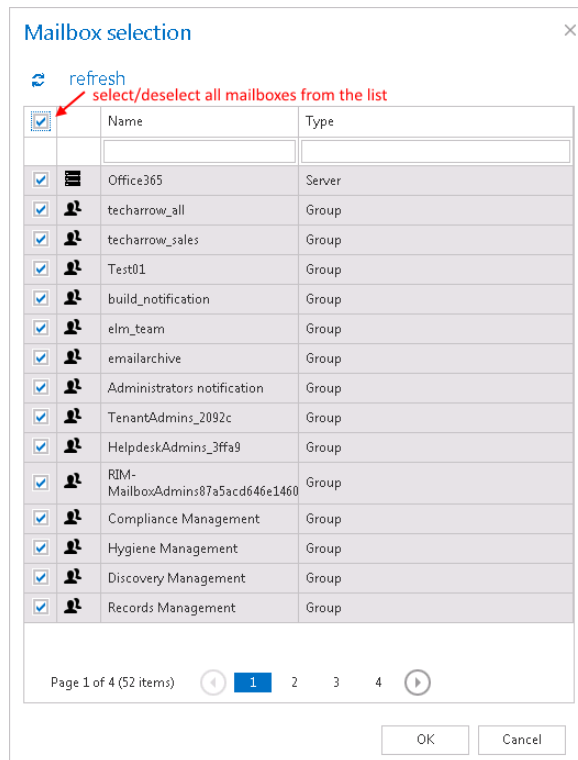 Mailbox selection
refresh
select/deselect all mailboxes from the list
Name Type
Office365 Server
techarrow_all Group
techarrow_sales Group
Test01 Group
build_notification Group
elm_team Group
emailarchive Group
Administrators notification Group
TenantAdmins_2092c Group
HelpdeskAdmins_3ffa9 Group
RIM-
MailboxAdmins87a5acd646e1460 Group
Compliance Management Group
Hygiene Management Group
Discovery Management Group
Records Management Group
Page 1 of 4 (52 items) 1 2 3 4
OK Cancel